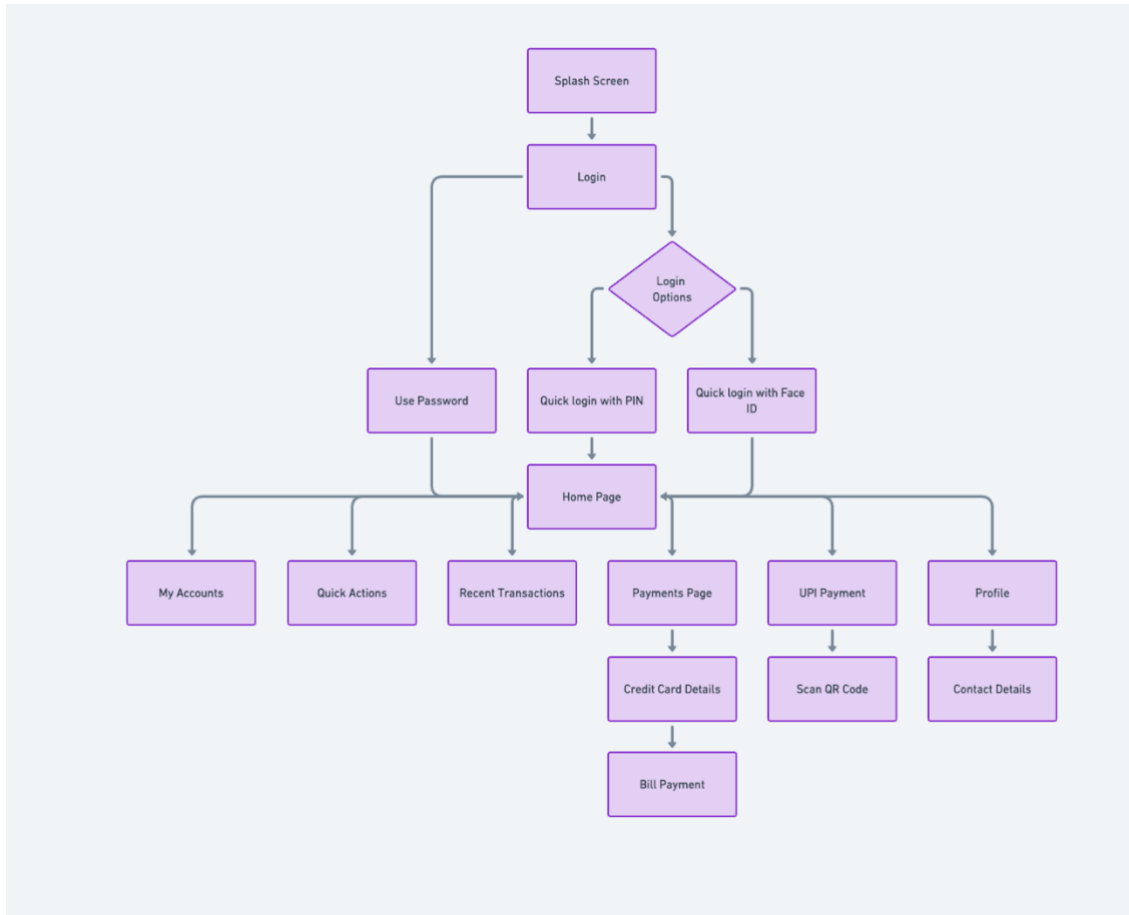 Splash Screen
Login
Login
Options
Use Password
Quick login with PIN
Quick login with Face
ID
Home Page
My Accounts
Quick Actions
Recent Transactions
Payments Page
UPI Payment
Profile
Credit Card Details
Scan QR Code
Contact Details
Bill Payment